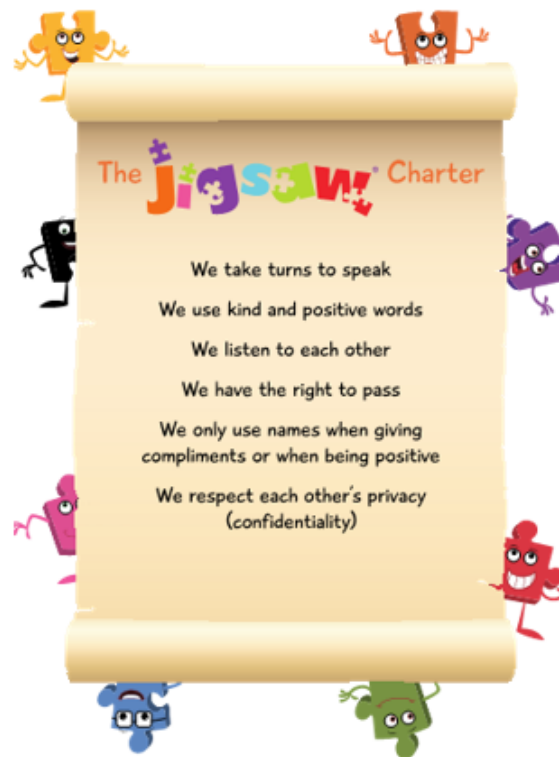 The Jigsaw® Charter
We take turns to speak
We use kind and positive words
We listen to each other
We have the right to pass
We only use names when giving
compliments or when being positive
We respect each other's privacy
(confidentiality)